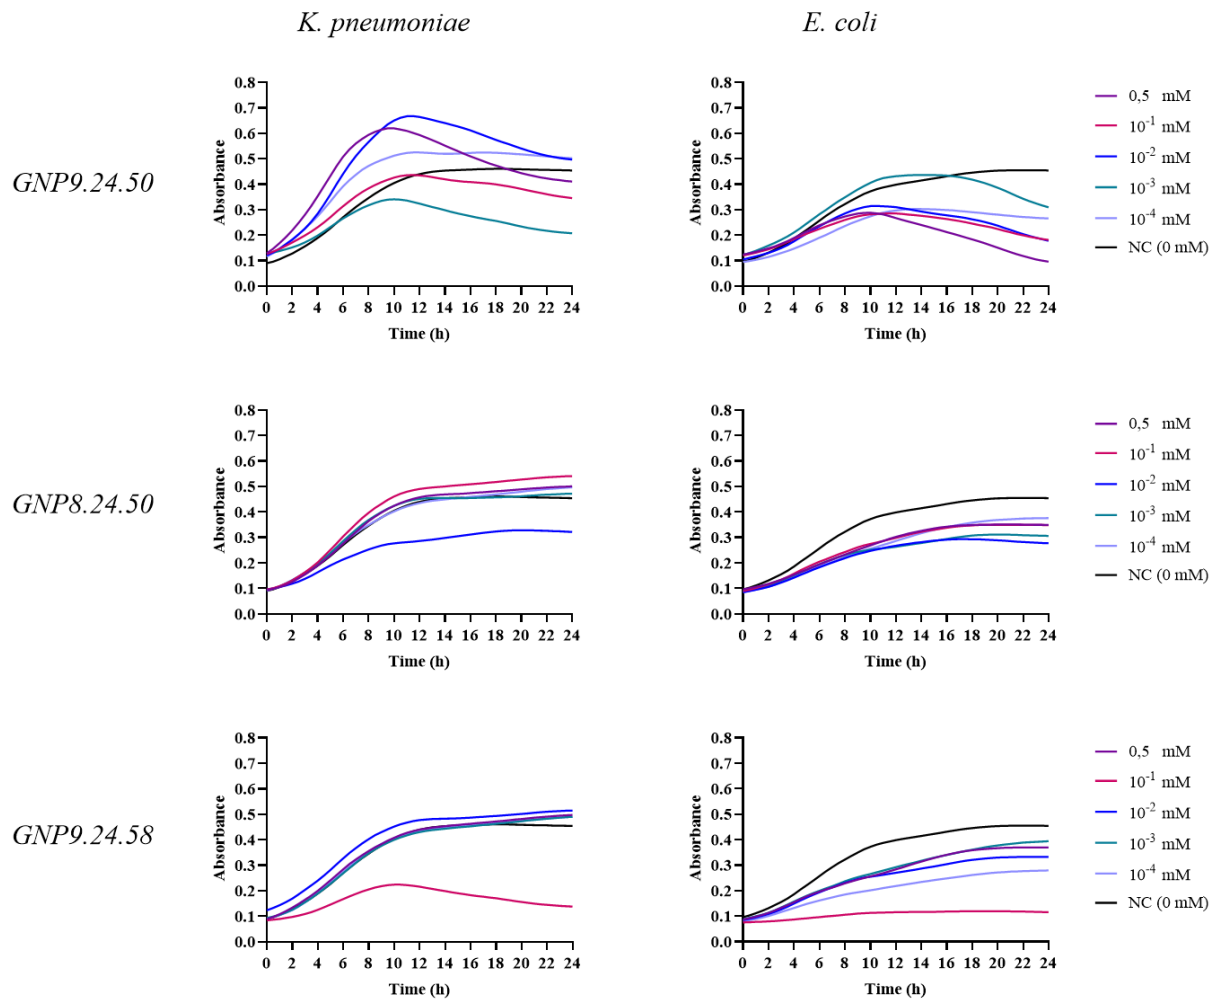 K. pneumoniae
E. coli
GNP9.24.50
Absorbance
0.8
0.7
0.6
0.5
0.4
0.3
0.2
0.1
0.0
0 2 4 6 8 10 12 14 16 18 20 22 24
Time (h)
Absorbance
0.8
0.7
0.6
0.5
0.4
0.3
0.2
0.1
0.0
0 2 4 6 8 10 12 14 16 18 20 22 24
Time (h)
0,5 mM
10⁻¹ mM
10⁻² mM
10⁻³ mM
10⁻⁴ mM
NC (0 mM)
GNP8.24.50
Absorbance
0.8
0.7
0.6
0.5
0.4
0.3
0.2
0.1
0.0
0 2 4 6 8 10 12 14 16 18 20 22 24
Time (h)
Absorbance
0.8
0.7
0.6
0.5
0.4
0.3
0.2
0.1
0.0
0 2 4 6 8 10 12 14 16 18 20 22 24
Time (h)
0,5 mM
10⁻¹ mM
10⁻² mM
10⁻³ mM
10⁻⁴ mM
NC (0 mM)
GNP9.24.58
Absorbance
0.8
0.7
0.6
0.5
0.4
0.3
0.2
0.1
0.0
0 2 4 6 8 10 12 14 16 18 20 22 24
Time (h)
Absorbance
0.8
0.7
0.6
0.5
0.4
0.3
0.2
0.1
0.0
0 2 4 6 8 10 12 14 16 18 20 22 24
Time (h)
0,5 mM
10⁻¹ mM
10⁻² mM
10⁻³ mM
10⁻⁴ mM
NC (0 mM)